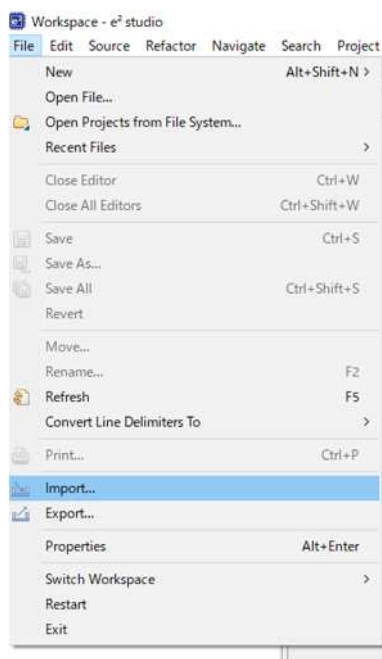 Workspace - e² studio
File Edit Source Refactor Navigate Search Project
New Alt+Shift+N >
Open File...
Open Projects from File System...
Recent Files >
Close Editor Ctrl+W
Close All Editors Ctrl+Shift+W
Save Ctrl+S
Save As...
Save All Ctrl+Shift+S
Revert
Move...
Rename... F2
Refresh F5
Convert Line Delimiters To >
Print... Ctrl+P
Import...
Export...
Properties Alt+Enter
Switch Workspace >
Restart
Exit